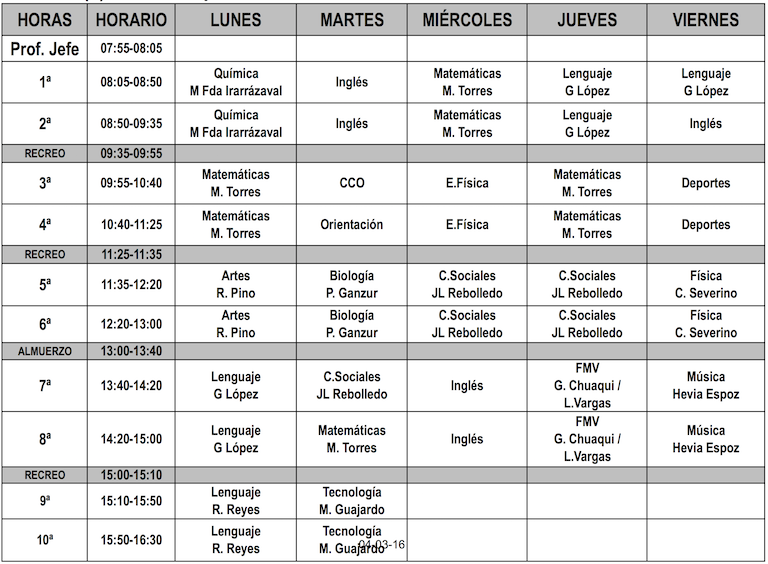 HORAS HORARIO LUNES MARTES MIÉRCOLES JUEVES VIERNES
Prof. Jefe 07:55-08:05
1ª 08:05-08:50 Química M Fda Irarrázaval Inglés Matemáticas M. Torres Lenguaje G López Lenguaje G López
2ª 08:50-09:35 Química M Fda Irarrázaval Inglés Matemáticas M. Torres Lenguaje G López Inglés
RECREO 09:35-09:55
3ª 09:55-10:40 Matemáticas M. Torres CCO E.Física Matemáticas M. Torres Deportes
4ª 10:40-11:25 Matemáticas M. Torres Orientación E.Física Matemáticas M. Torres Deportes
RECREO 11:25-11:35
5ª 11:35-12:20 Artes R. Pino Biología P. Ganzur C.Sociales JL Rebolledo C.Sociales JL Rebolledo Física C. Severino
6ª 12:20-13:00 Artes R. Pino Biología P. Ganzur C.Sociales JL Rebolledo C.Sociales JL Rebolledo Física C. Severino
ALMUERZO 13:00-13:40
7ª 13:40-14:20 Lenguaje G López C.Sociales JL Rebolledo Inglés FMV G. Chuaqui / L.Vargas Música Hevia Espoz
8ª 14:20-15:00 Lenguaje G López Matemáticas M. Torres Inglés FMV G. Chuaqui / L.Vargas Música Hevia Espoz
RECREO 15:00-15:10
9ª 15:10-15:50 Lenguaje R. Reyes Tecnología M. Guajardo
10ª 15:50-16:30 Lenguaje R. Reyes Tecnología M. Guajardo
04-03-16